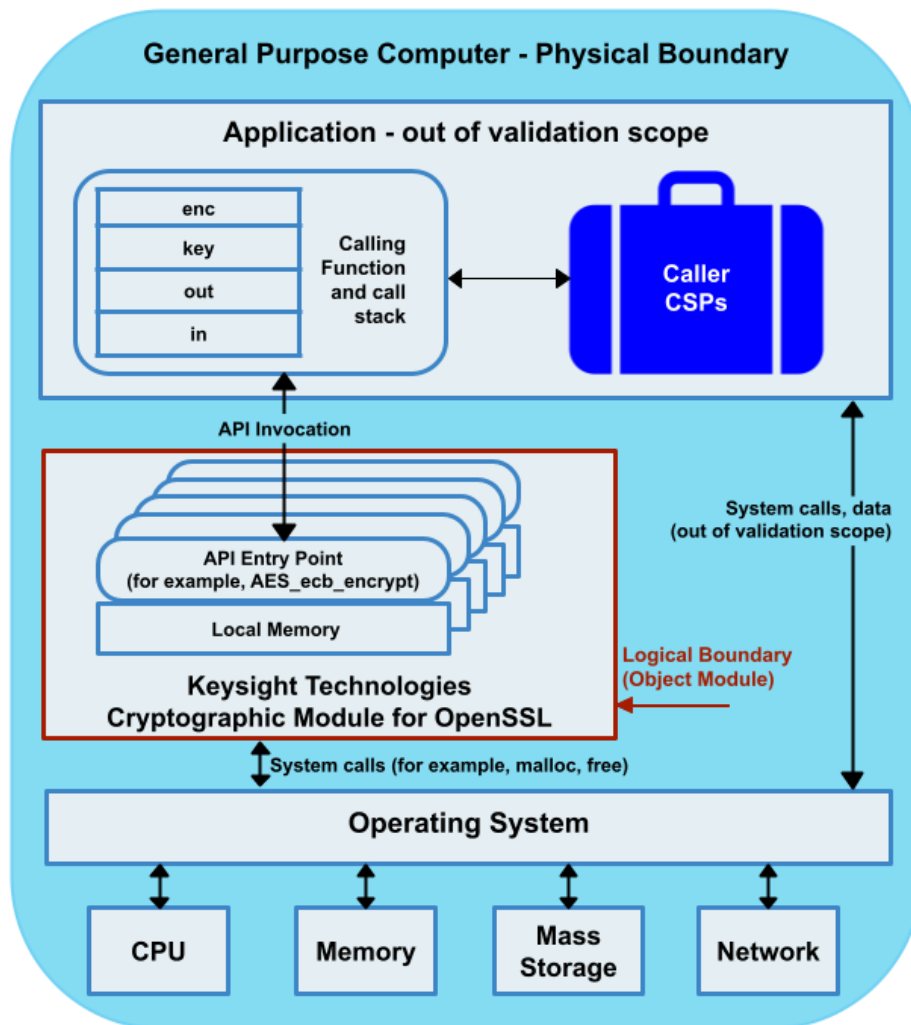 General Purpose Computer - Physical Boundary
Application - out of validation scope
enc
key
out
in
Calling
Function
and call
stack
Caller
CSPs
API Invocation
System calls, data
(out of validation scope)
API Entry Point
(for example, AES_ecb_encrypt)
Local Memory
Keysight Technologies
Cryptographic Module for OpenSSL
Logical Boundary
(Object Module)
System calls (for example, malloc, free)
Operating System
CPU
Memory
Mass
Storage
Network